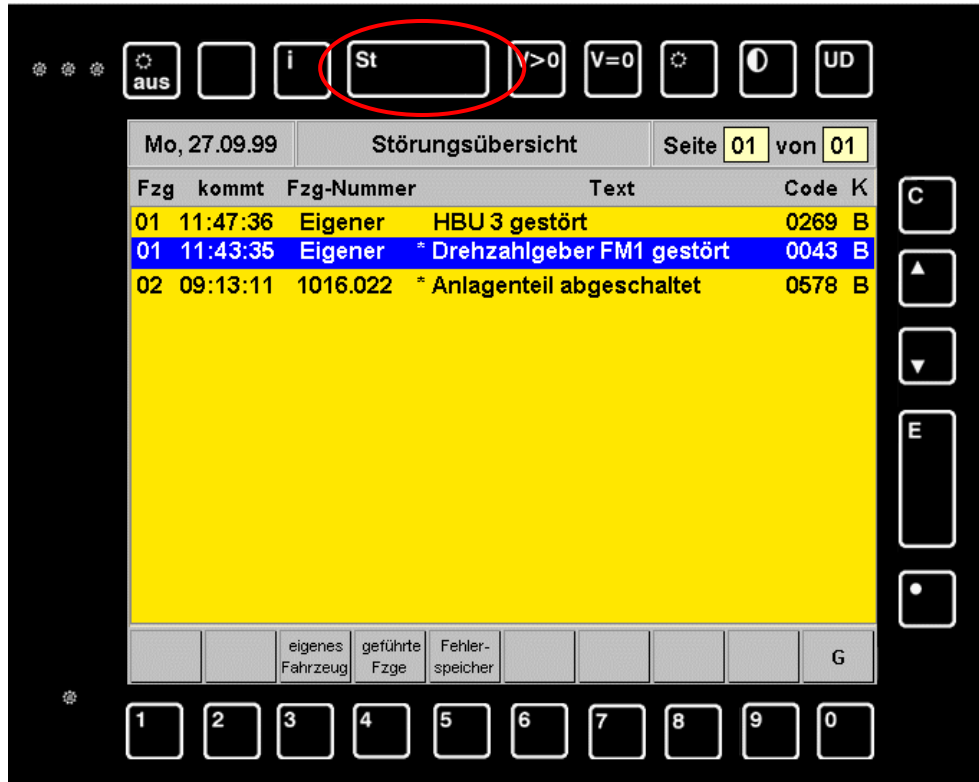 aus i St V>0 V=0 UD
Mo, 27.09.99 Störungsübersicht Seite 01 von 01
Fzg kommt Fzg-Nummer Text Code K
01 11:47:36 Eigener HBU 3 gestört 0269 B
01 11:43:35 Eigener * Drehzahlgeber FM1 gestört 0043 B
02 09:13:11 1016.022 * Anlagenteil abgeschaltet 0578 B
C
E
eigenes geführte Fehler-
Fahrzeug Fzge speicher G
1 2 3 4 5 6 7 8 9 0